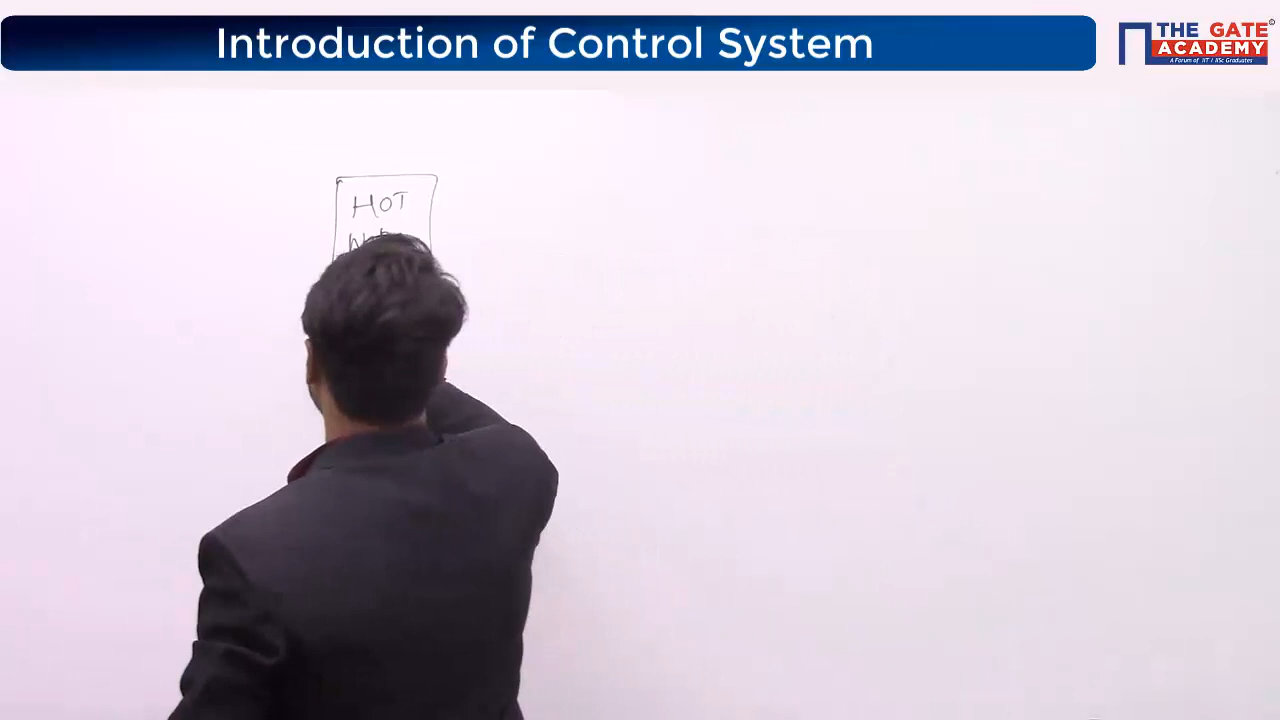 Introduction of Control System
THE GATE
ACADEMY
A Forum of IIT / IISc Graduates
HOT